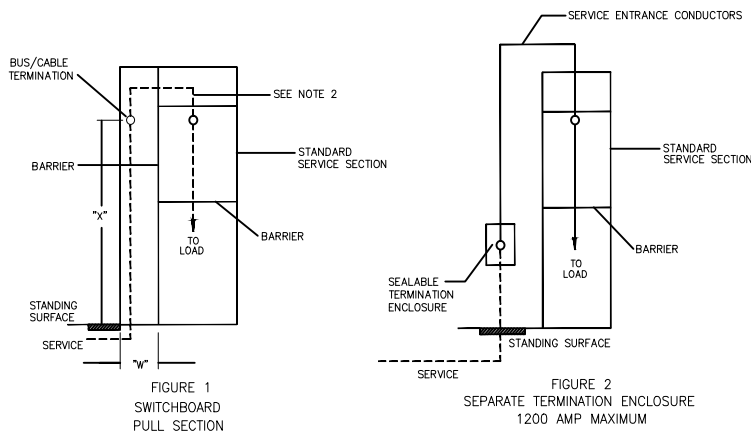 BUS/CABLE
TERMINATION
SEE NOTE 2
STANDARD
SERVICE SECTION
BARRIER
"X"
BARRIER
TO
LOAD
STANDING
SURFACE
SERVICE
"W"
FIGURE 1
SWITCHBOARD
PULL SECTION
SERVICE ENTRANCE CONDUCTORS
STANDARD
SERVICE SECTION
BARRIER
TO
LOAD
SEALABLE
TERMINATION
ENCLOSURE
STANDING SURFACE
SERVICE
FIGURE 2
SEPARATE TERMINATION ENCLOSURE
1200 AMP MAXIMUM